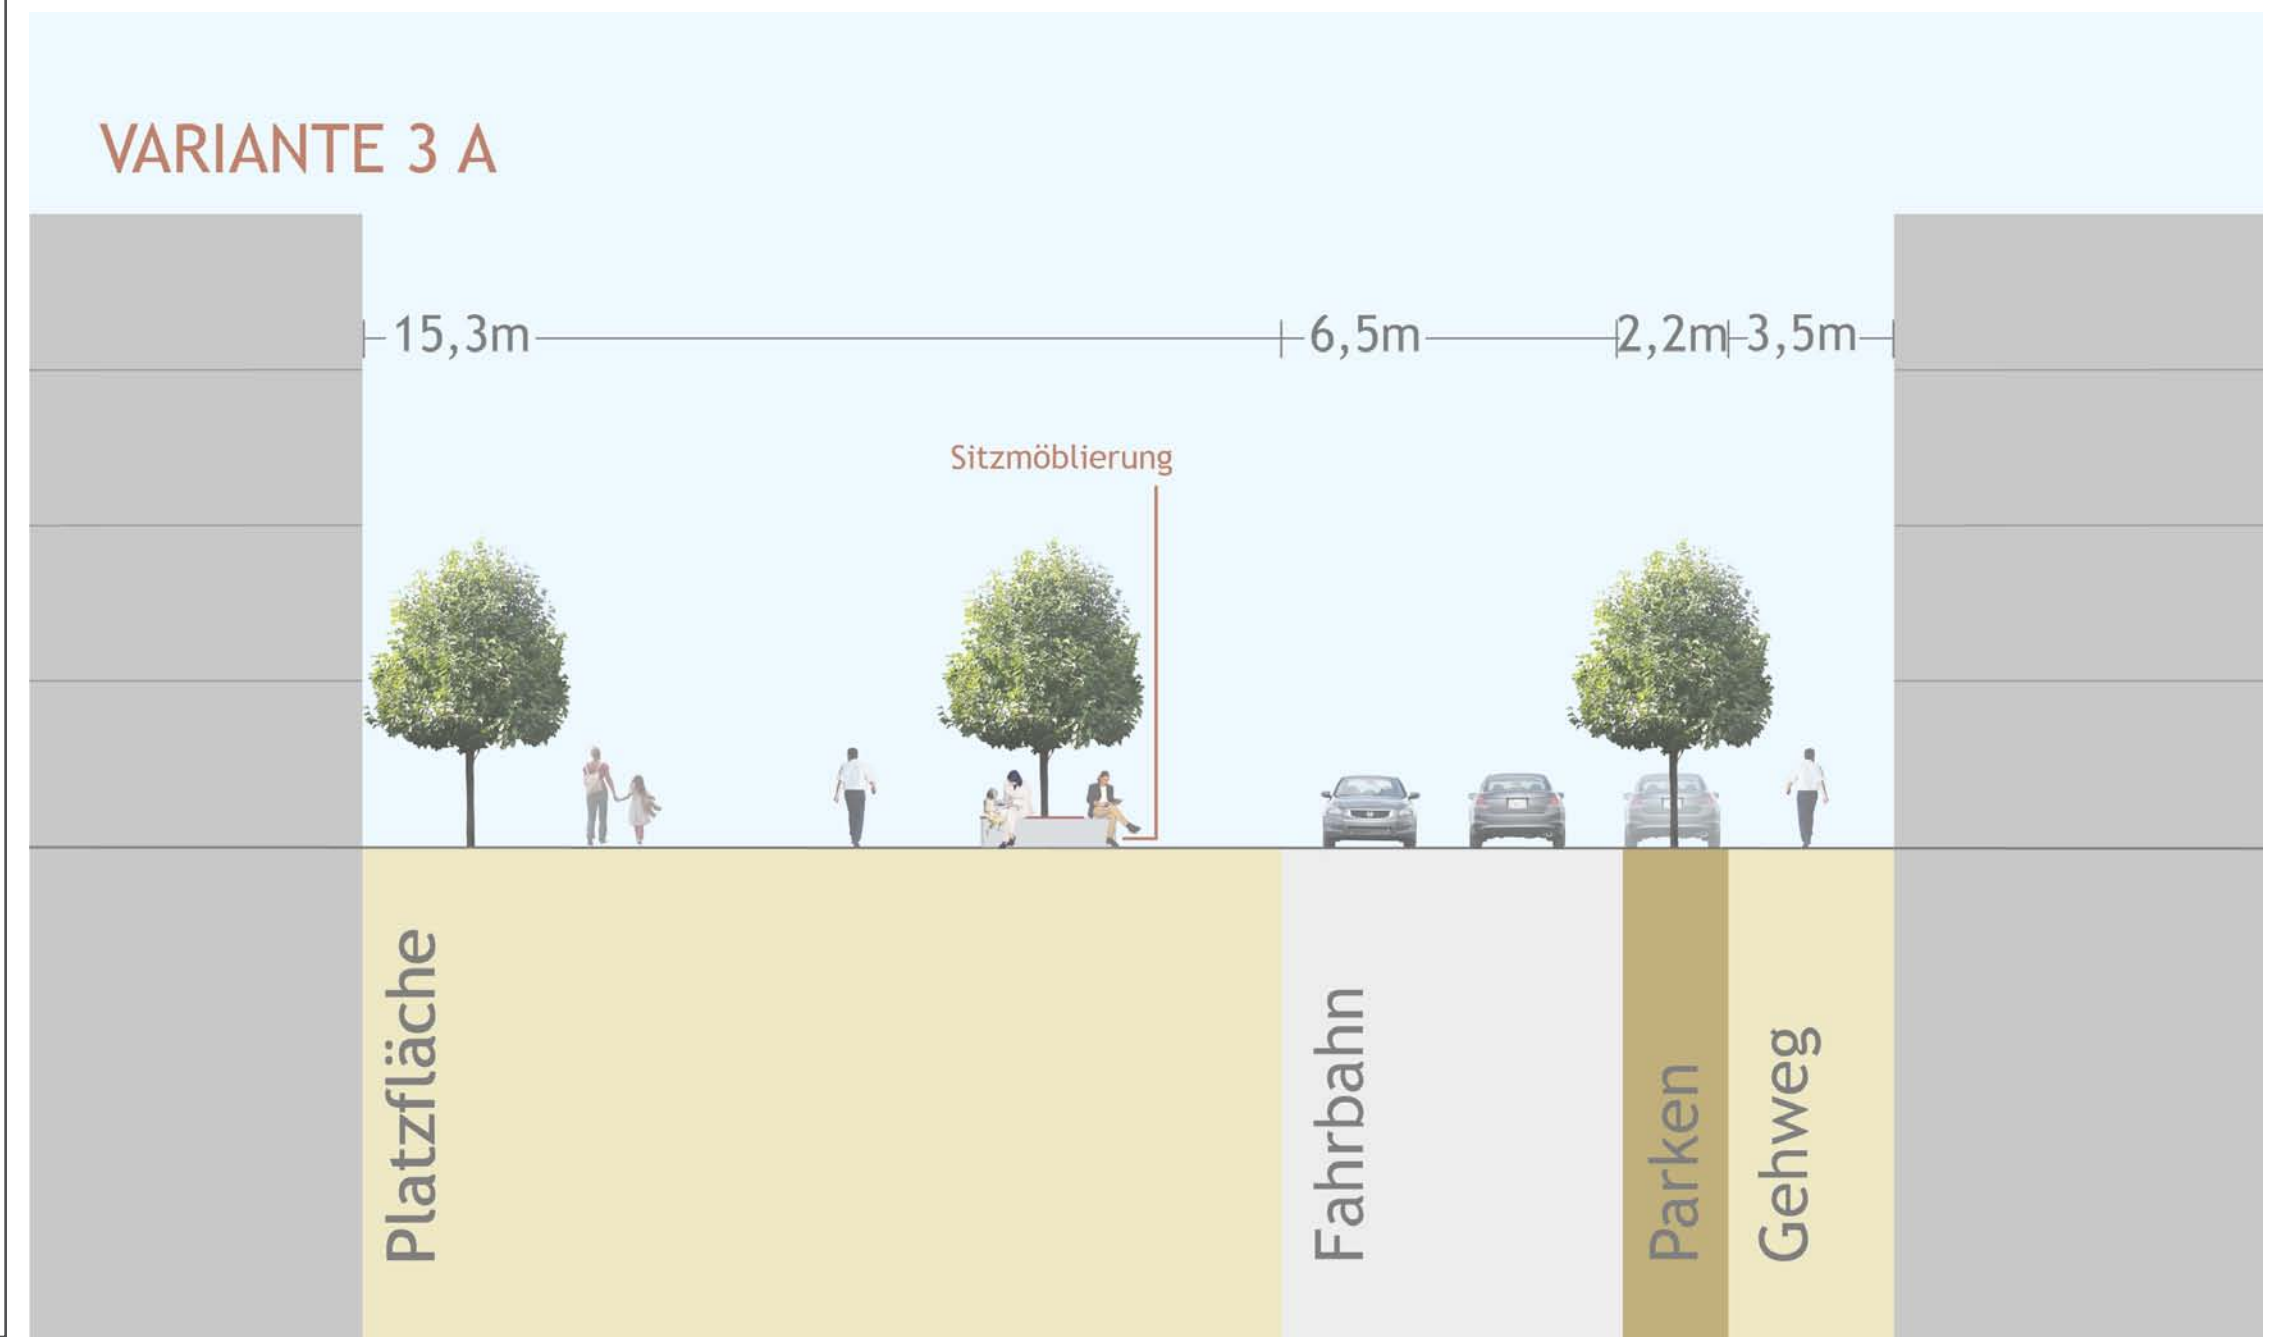 VARIANTE 3 A
15,3m 6,5m 2,2m 3,5m
Sitzmöblierung
Platzfläche
Fahrbahn
Parken
Gehweg